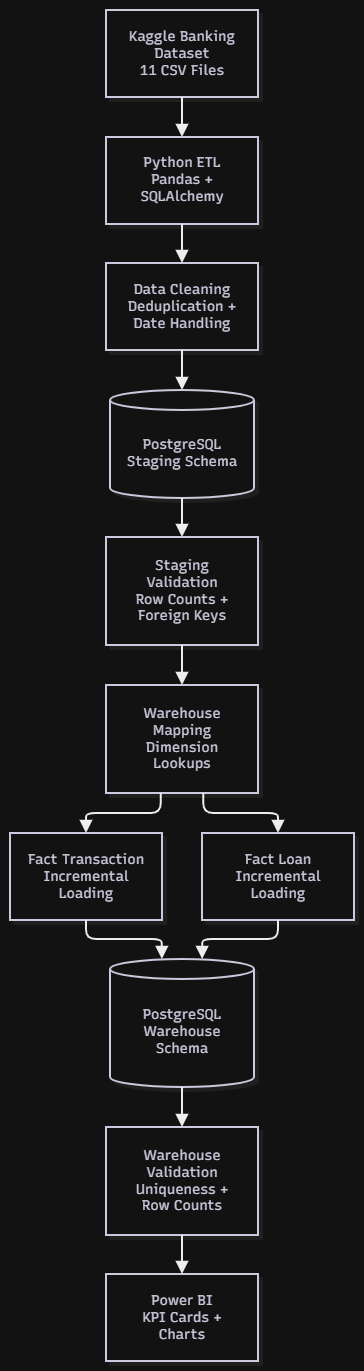 Kaggle Banking
Dataset
11 CSV Files
Python ETL
Pandas +
SQLAlchemy
Data Cleaning
Deduplication +
Date Handling
PostgreSQL
Staging Schema
Staging
Validation
Row Counts +
Foreign Keys
Warehouse
Mapping
Dimension
Lookups
Fact Transaction
Incremental
Loading
Fact Loan
Incremental
Loading
PostgreSQL
Warehouse
Schema
Warehouse
Validation
Uniqueness +
Row Counts
Power BI
KPI Cards +
Charts